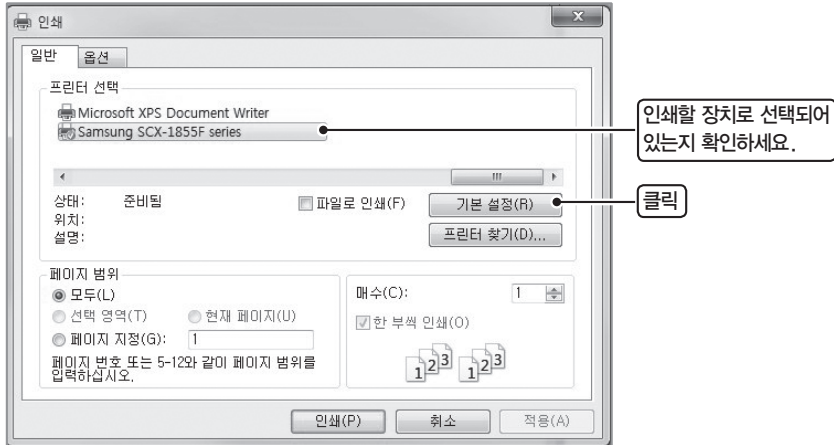 인쇄
일반
옵션
프린터 선택
Microsoft XPS Document Writer
Samsung SCX-1855F series
인쇄할 장치로 선택되어
있는지 확인하세요.
상태: 준비됨
파일로 인쇄(F)
기본 설정(R)
클릭
위치:
설명:
프린터 찾기(D)...
페이지 범위
모두(L)
선택 영역(T)
현재 페이지(U)
페이지 지정(G): 1
페이지 번호 또는 5-12와 같이 페이지 범위를
입력하십시오.
매수(C): 1
한 부씩 인쇄(O)
1 2 3 1 2 3
인쇄(P)
취소
적용(A)